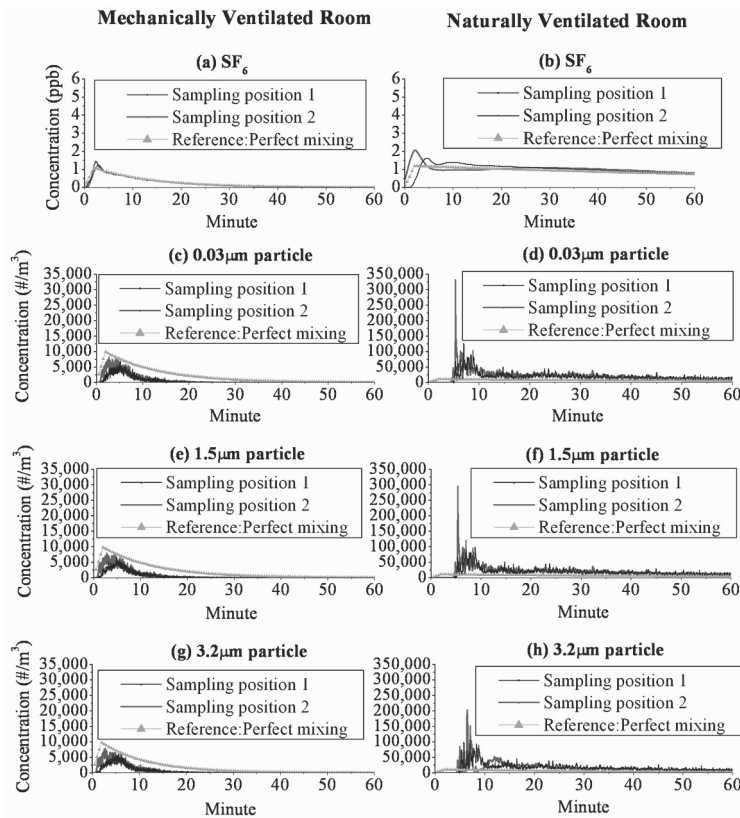 Mechanically Ventilated Room
Naturally Ventilated Room
(a) SF6
Concentration (ppb)
6
5
4
3
2
1
0
Sampling position 1
Sampling position 2
Reference:Perfect mixing
0 10 20 30 40 50 60
Minute
(b) SF6
6
5
4
3
2
1
0
Sampling position 1
Sampling position 2
Reference:Perfect mixing
0 10 20 30 40 50 60
Minute
(c) 0.03μm particle
Concentration (#/m3)
35,000
30,000
25,000
20,000
15,000
10,000
5,000
0
Sampling position 1
Sampling position 2
Reference:Perfect mixing
0 10 20 30 40 50 60
Minute
(d) 0.03μm particle
350,000
300,000
250,000
200,000
150,000
100,000
50,000
0
Sampling position 1
Sampling position 2
Reference:Perfect mixing
0 10 20 30 40 50 60
Minute
(e) 1.5μm particle
Concentration (#/m3)
35,000
30,000
25,000
20,000
15,000
10,000
5,000
0
Sampling position 1
Sampling position 2
Reference:Perfect mixing
0 10 20 30 40 50 60
Minute
(f) 1.5μm particle
350,000
300,000
250,000
200,000
150,000
100,000
50,000
0
Sampling position 1
Sampling position 2
Reference:Perfect mixing
0 10 20 30 40 50 60
Minute
(g) 3.2μm particle
Concentration (#/m3)
35,000
30,000
25,000
20,000
15,000
10,000
5,000
0
Sampling position 1
Sampling position 2
Reference:Perfect mixing
0 10 20 30 40 50 60
Minute
(h) 3.2μm particle
350,000
300,000
250,000
200,000
150,000
100,000
50,000
0
Sampling position 1
Sampling position 2
Reference:Perfect mixing
0 10 20 30 40 50 60
Minute